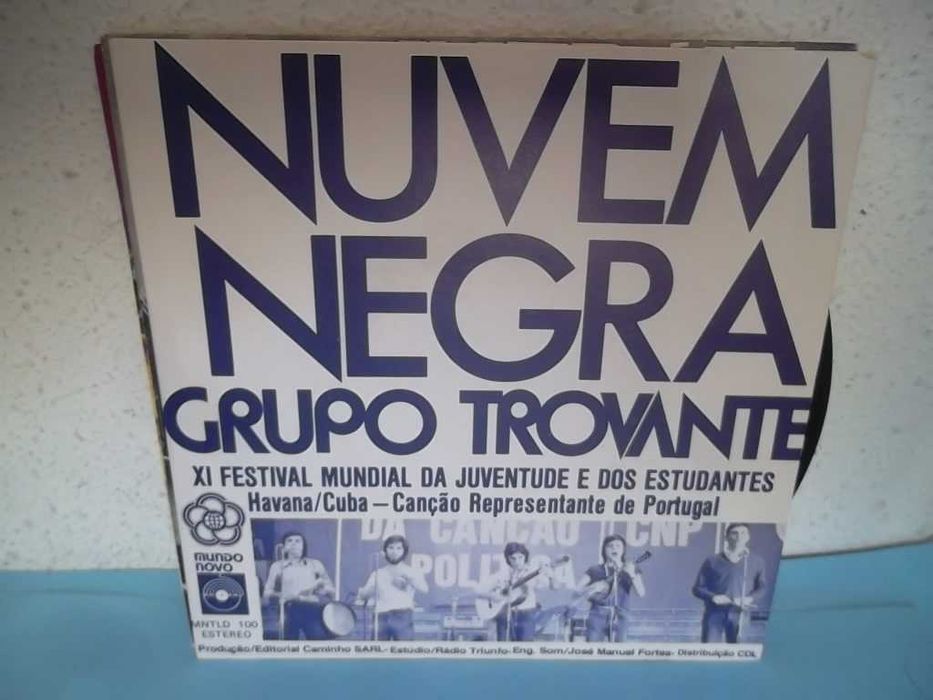 NUVEM
NEGRA
GRUPO TROVANTE
XI FESTIVAL MUNDIAL DA JUVENTUDE E DOS ESTUDANTES
Havana/Cuba – Canção Representante de Portugal
DA CANÇÃO CNP
POLÍTICA
MUNDO
NOVO
MNTLD 100
ESTEREO
Produção/Editorial Caminho SARL- Estúdio/Rádio Triunfo- Eng. Som/José Manuel Fortes- Distribuição CDL